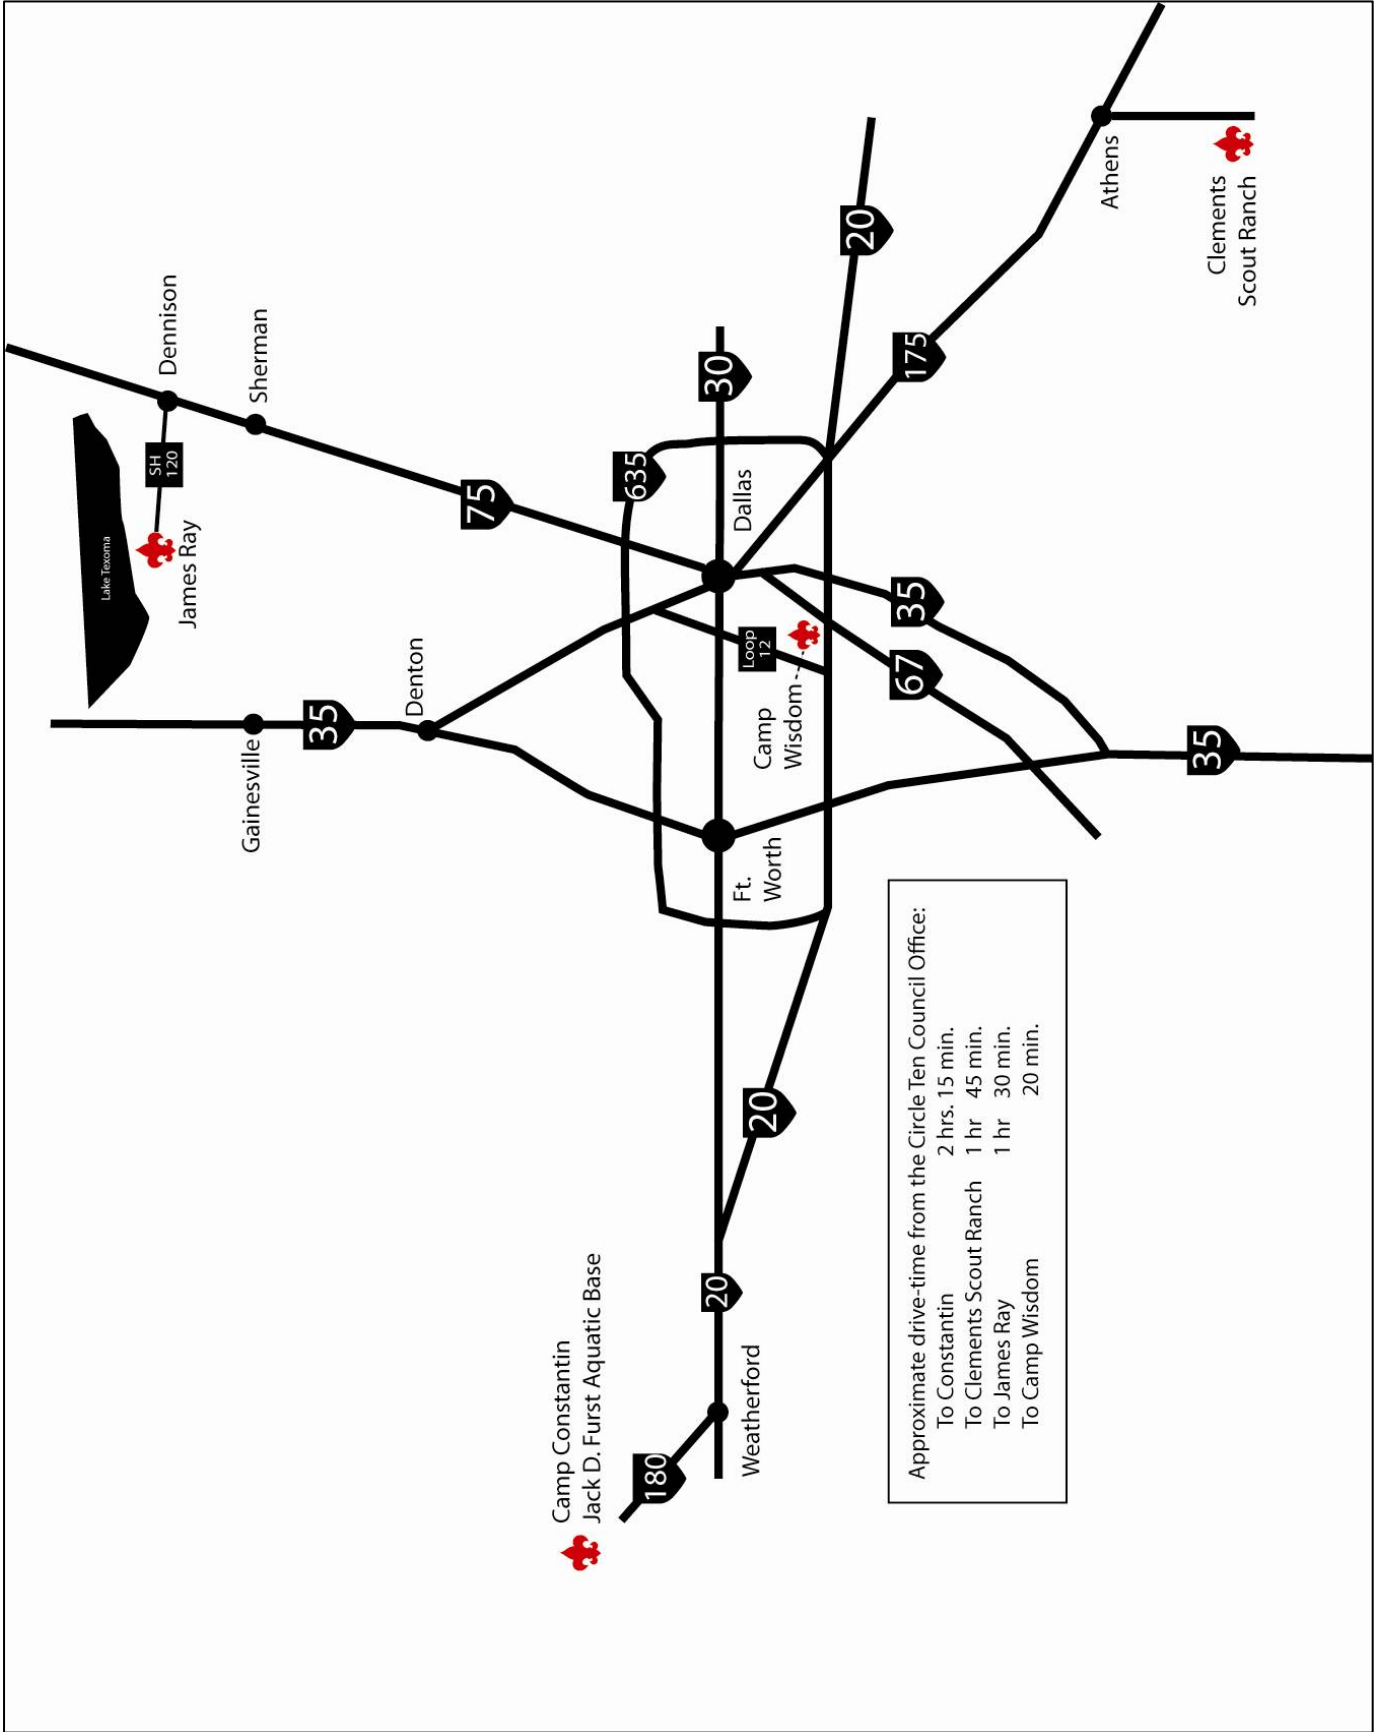 Lake Texoma
Dennison
SH
120
James Ray
Sherman
Gainesville
35
Denton
75
Camp Constantin
Jack D. Furst Aquatic Base
180
635
Weatherford
20
20
Ft.
Worth
Dallas
30
Loop
12
Camp
Wisdom
20
175
35
67
Athens
35
Clements
Scout Ranch
Approximate drive-time from the Circle Ten Council Office:
To Constantin 2 hrs. 15 min.
To Clements Scout Ranch 1 hr 45 min.
To James Ray 1 hr 30 min.
To Camp Wisdom 20 min.